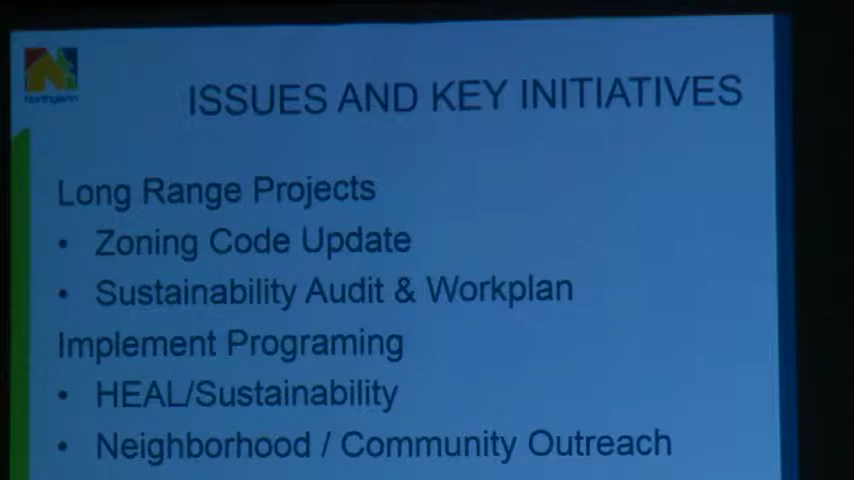 Northglenn
ISSUES AND KEY INITIATIVES
Long Range Projects
• Zoning Code Update
• Sustainability Audit & Workplan
Implement Programing
• HEAL/Sustainability
• Neighborhood / Community Outreach